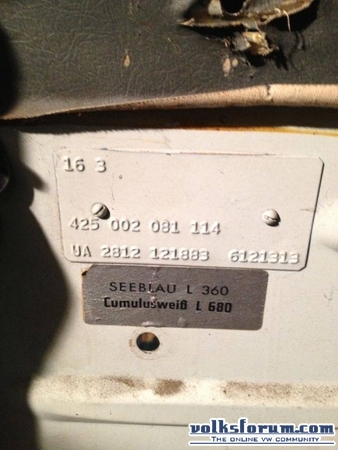 16 3
425 002 081 114
UA 2812 121883 6121313
SEEBLAU L 360
Cumulusweiß L 680
volksforum.com
THE ONLINE VW COMMUNITY